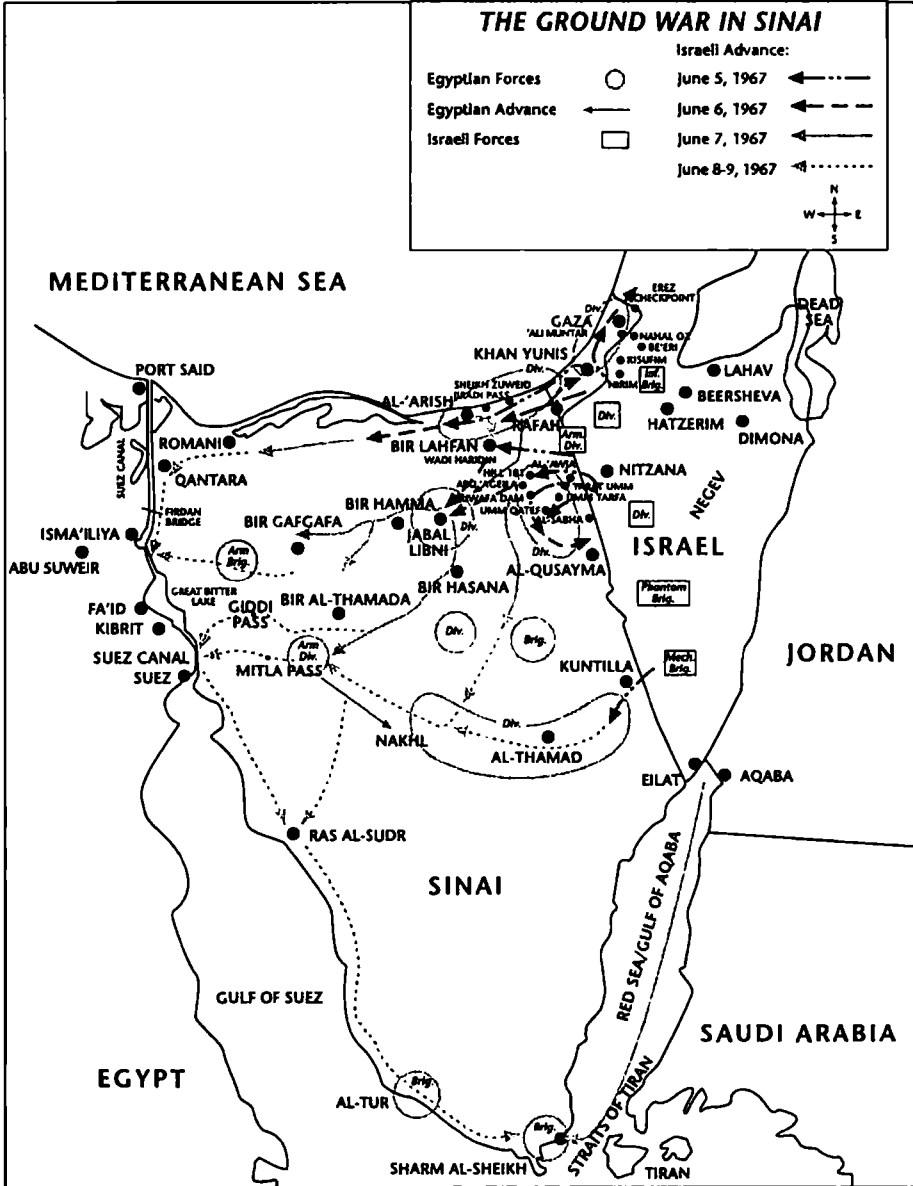 THE GROUND WAR IN SINAI
Israeli Advance:
Egyptian Forces
June 5, 1967
Egyptian Advance
June 6, 1967
Israeli Forces
June 7, 1967
June 8-9, 1967
N
W E
S
MEDITERRANEAN SEA
DEAD
SEA
EREZ
CHECKPOINT
Div.
GAZA
'ALI MUNTAR
NAHAL OZ
BE'ERI
KHAN YUNIS
KISUFIM
Div.
NIRIM
Inf.
Brig.
LAHAV
PORT SAID
SHEIKH ZUWEID
JIRADI PASS
BEERSHEVA
AL-'ARISH
RAFAH
Div.
HATZERIM
DIMONA
Arm.
Div.
ROMANI
BIR LAHFAN
WADI HARIDIN
SUEZ CANAL
QANTARA
AL-'AWJA
NITZANA
HILL 181
ABU 'AGEILA
TARAT UMM
RUWAFA DAM
UMM TARFA
UMM QATEF
NEGEV
FIRDAN
BRIDGE
BIR HAMMA
AL-SABHA
Div.
BIR GAFGAFA
Div.
ISMA'ILIYA
JABAL
LIBNI
Div.
ISRAEL
ABU SUWEIR
Arm
Brig.
AL-QUSAYMA
BIR HASANA
GREAT BITTER
LAKE
GIDDI
PASS
BIR AL-THAMADA
Phantom
Brig.
FA'ID
KIBRIT
Div.
Brig.
SUEZ CANAL
SUEZ
Arm
Div.
MITLA PASS
KUNTILLA
Mech.
Brig.
JORDAN
Div.
NAKHL
AL-THAMAD
EILAT
AQABA
RAS AL-SUDR
SINAI
RED SEA/GULF OF AQABA
GULF OF SUEZ
SAUDI ARABIA
EGYPT
Brig.
AL-TUR
Brig.
STRAITS OF TIRAN
SHARM AL-SHEIKH
TIRAN